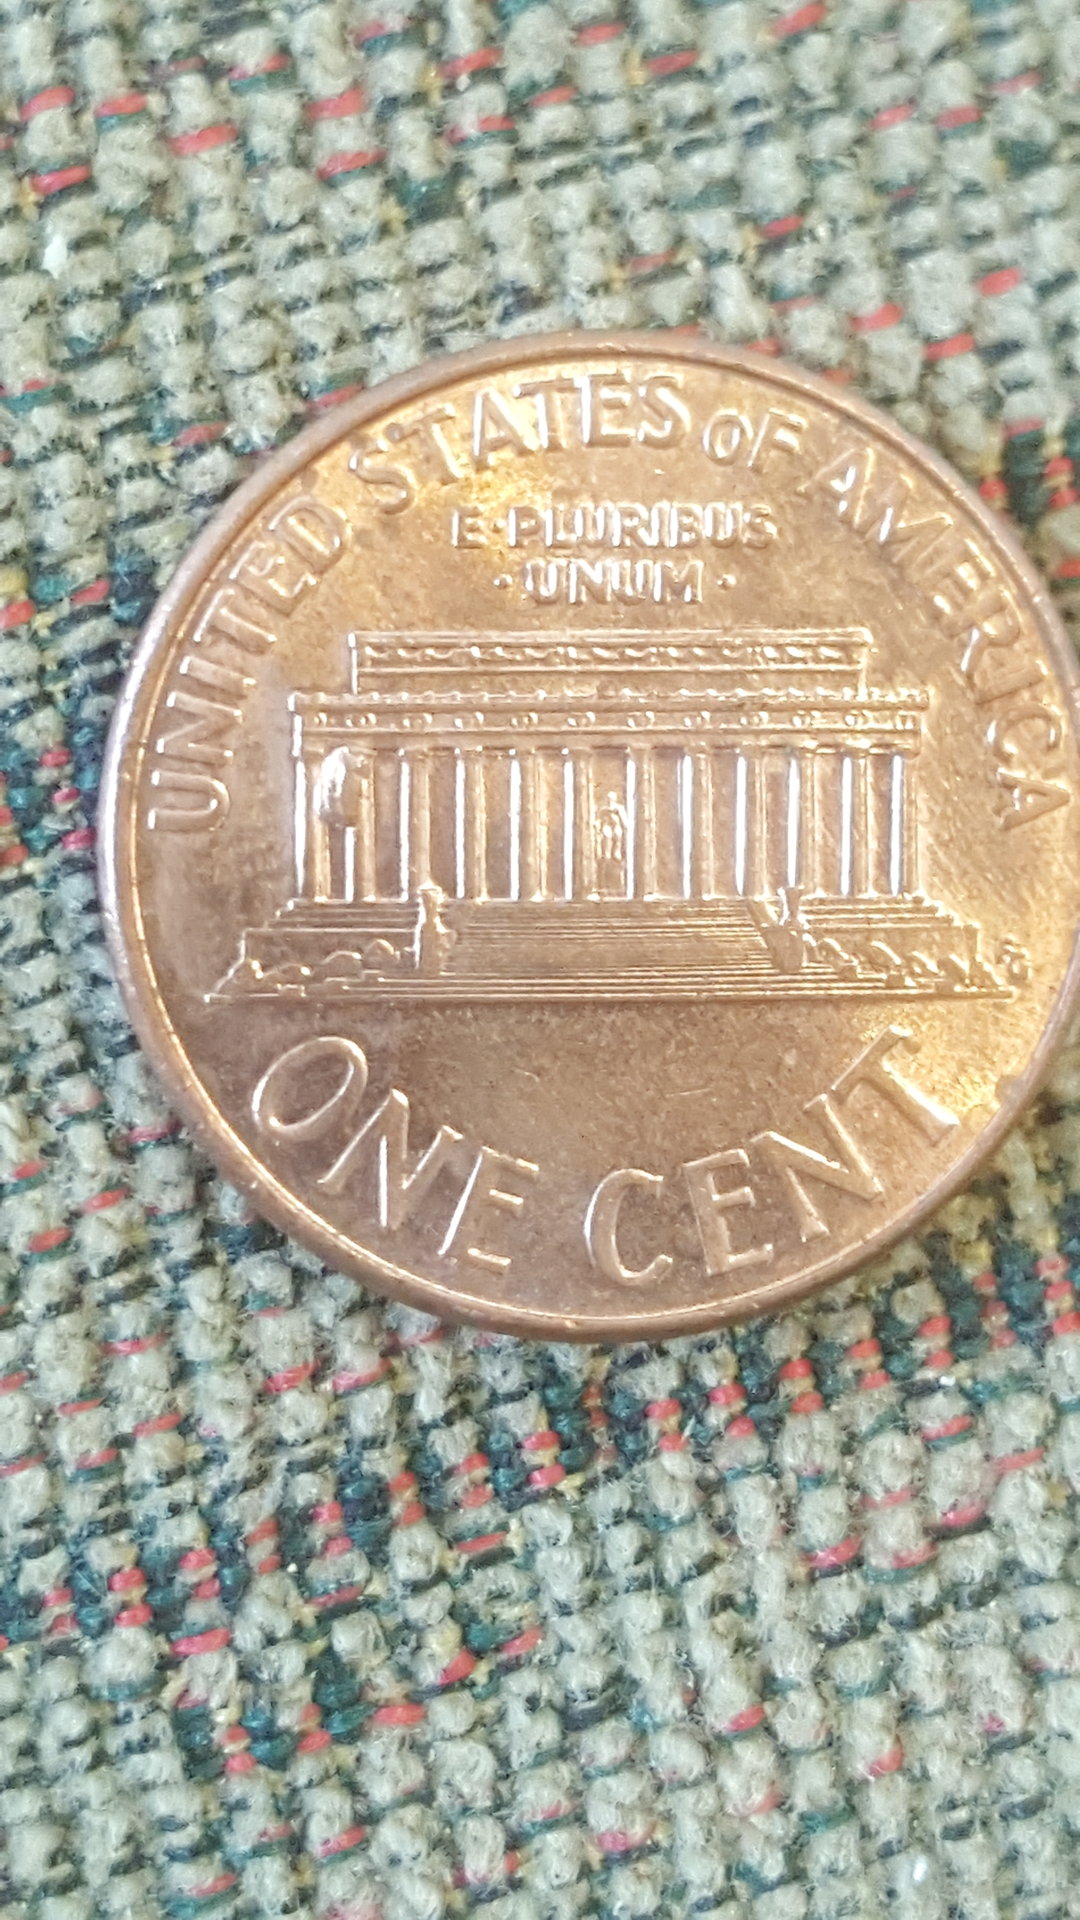 UNITED STATES OF AMERICA
E·PLURIBUS
·UNUM·
ONE CENT